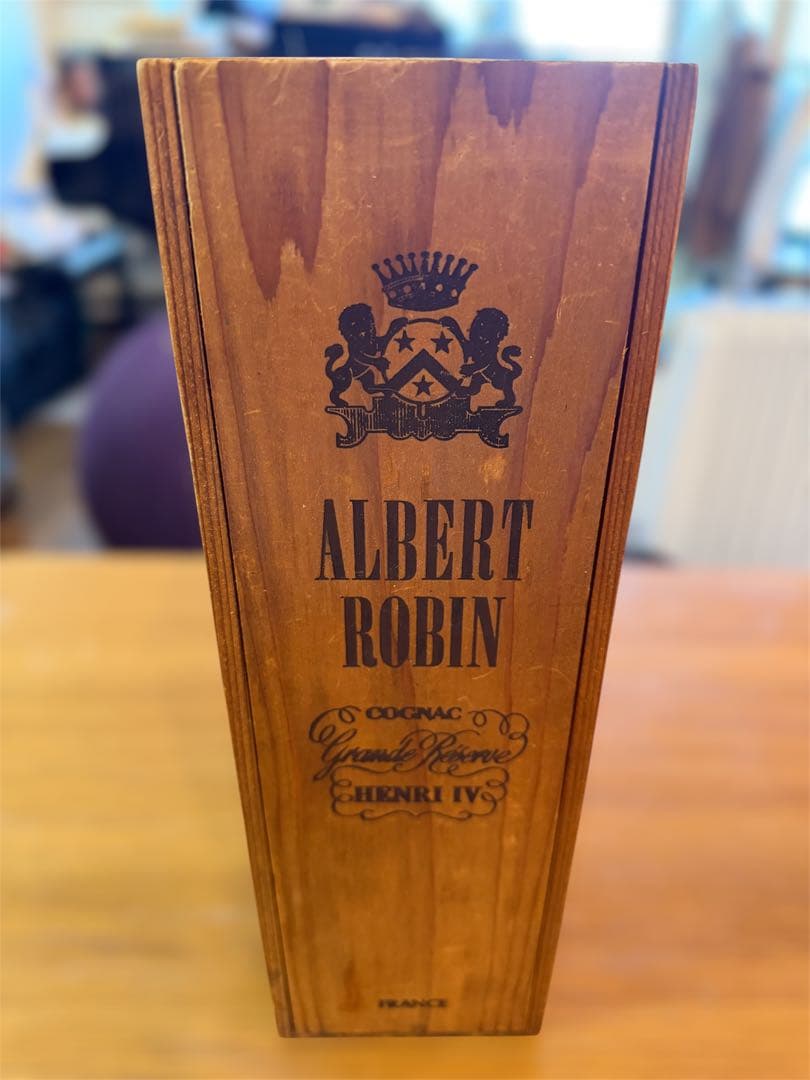 ALBERT
ROBIN
COGNAC
Grande Réserve
HENRI IV
FRANCE